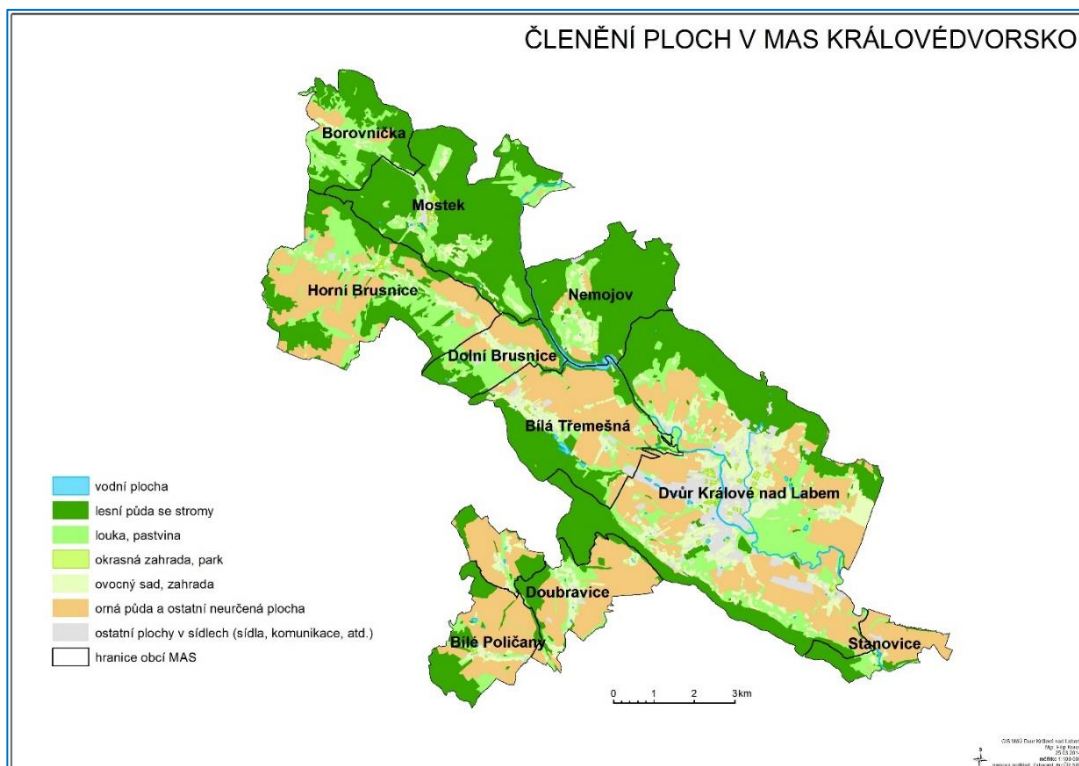 ČLENĚNÍ PLOCH V MAS KRÁLOVÉDVORSKO
Borovnička
Mostek
Horní Brusnice
Nemojov
Dolní Brusnice
Bílá Třemešná
Dvůr Králové nad Labem
Doubravice
Bílé Poličany
Stanovice
vodní plocha
lesní půda se stromy
louka, pastvina
okrasná zahrada, park
ovocný sad, zahrada
orná půda a ostatní neurčená plocha
ostatní plochy v sídlech (sídla, komunikace, atd.)
hranice obcí MAS
0 1 2 3 km